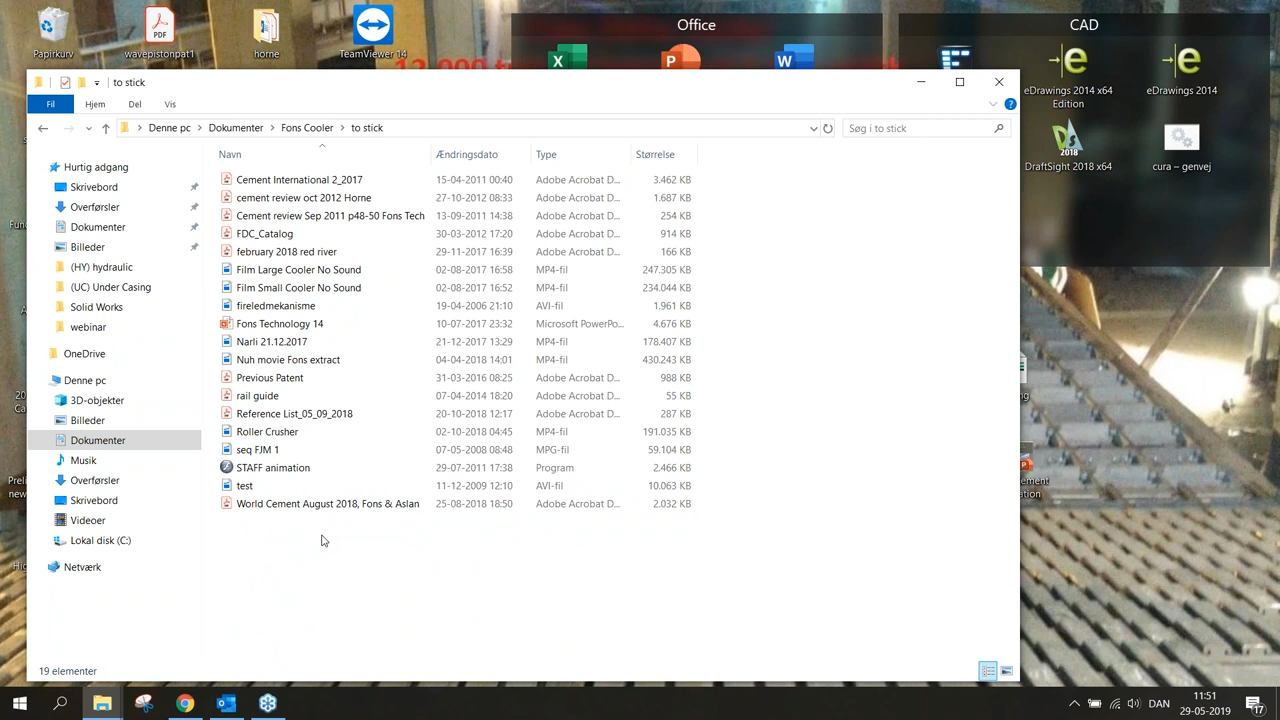 Papirkurv
wavepistonpat1
horne
TeamViewer 14
Office
CAD
eDrawings 2014 x64 Edition
eDrawings 2014
DraftSight 2018 x64
cura – genvej
to stick
Fil Hjem Del Vis
Denne pc > Dokumenter > Fons Cooler > to stick
Søg i to stick
Navn Ændringsdato Type Størrelse
Hurtig adgang
Skrivebord
Overførsler
Dokumenter
Billeder
(HY) hydraulic
(UC) Under Casing
Solid Works
webinar
OneDrive
Denne pc
3D-objekter
Billeder
Dokumenter
Musik
Overførsler
Skrivebord
Videoer
Lokal disk (C:)
Netværk
Cement International 2_2017 15-04-2011 00:40 Adobe Acrobat D... 3.462 KB
cement review oct 2012 Horne 27-10-2012 08:33 Adobe Acrobat D... 1.687 KB
Cement review Sep 2011 p48-50 Fons Tech 13-09-2011 14:38 Adobe Acrobat D... 254 KB
FDC_Catalog 30-03-2012 17:20 Adobe Acrobat D... 914 KB
february 2018 red river 29-11-2017 16:39 Adobe Acrobat D... 166 KB
Film Large Cooler No Sound 02-08-2017 16:58 MP4-fil 247.305 KB
Film Small Cooler No Sound 02-08-2017 16:52 MP4-fil 234.044 KB
fireledmekanisme 19-04-2006 21:10 AVI-fil 1.961 KB
Fons Technology 14 10-07-2017 23:32 Microsoft PowerPo... 4.676 KB
Narli 21.12.2017 21-12-2017 13:29 MP4-fil 178.407 KB
Nuh movie Fons extract 04-04-2018 14:01 MP4-fil 430.243 KB
Previous Patent 31-03-2016 08:25 Adobe Acrobat D... 988 KB
rail guide 07-04-2014 18:20 Adobe Acrobat D... 55 KB
Reference List_05_09_2018 20-10-2018 12:17 Adobe Acrobat D... 287 KB
Roller Crusher 02-10-2018 04:45 MP4-fil 191.035 KB
seq FJM 1 07-05-2008 08:48 MPG-fil 59.104 KB
STAFF animation 29-07-2011 17:38 Program 2.466 KB
test 11-12-2009 12:10 AVI-fil 10.063 KB
World Cement August 2018, Fons & Aslan 25-08-2018 18:50 Adobe Acrobat D... 2.032 KB
19 elementer
DAN
11:51
29-05-2019
17